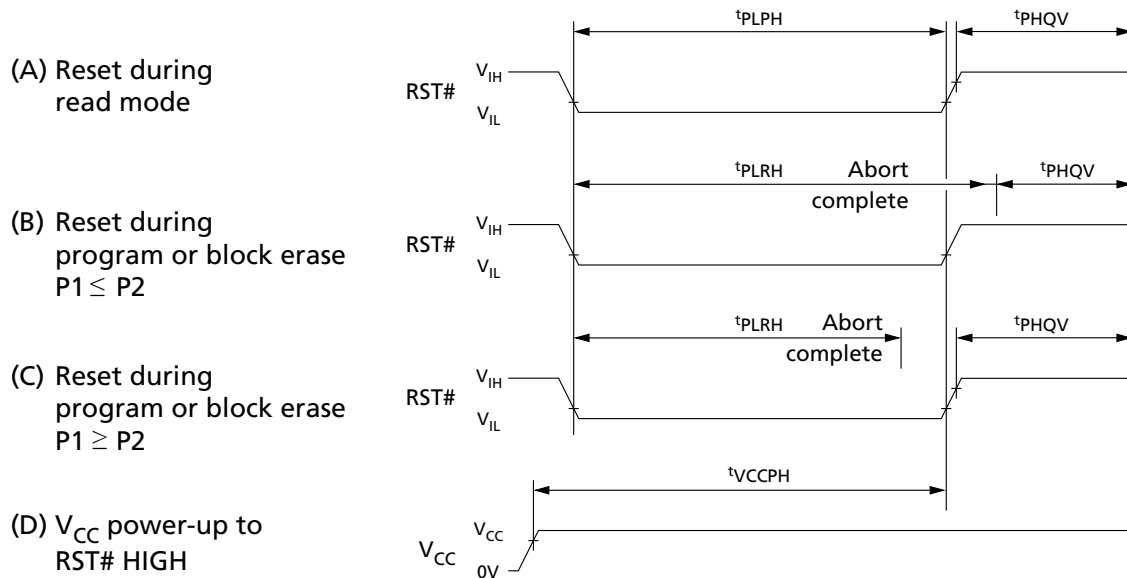 tPLPH
tPHQV
(A) Reset during
read mode
RST#
VIH
VIL
tPLRH
Abort
complete
tPHQV
(B) Reset during
program or block erase
P1 ≤ P2
RST#
VIH
VIL
tPLRH
Abort
complete
tPHQV
(C) Reset during
program or block erase
P1 ≥ P2
RST#
VIH
VIL
tVCCPH
(D) VCC power-up to
RST# HIGH
VCC
VCC
0V